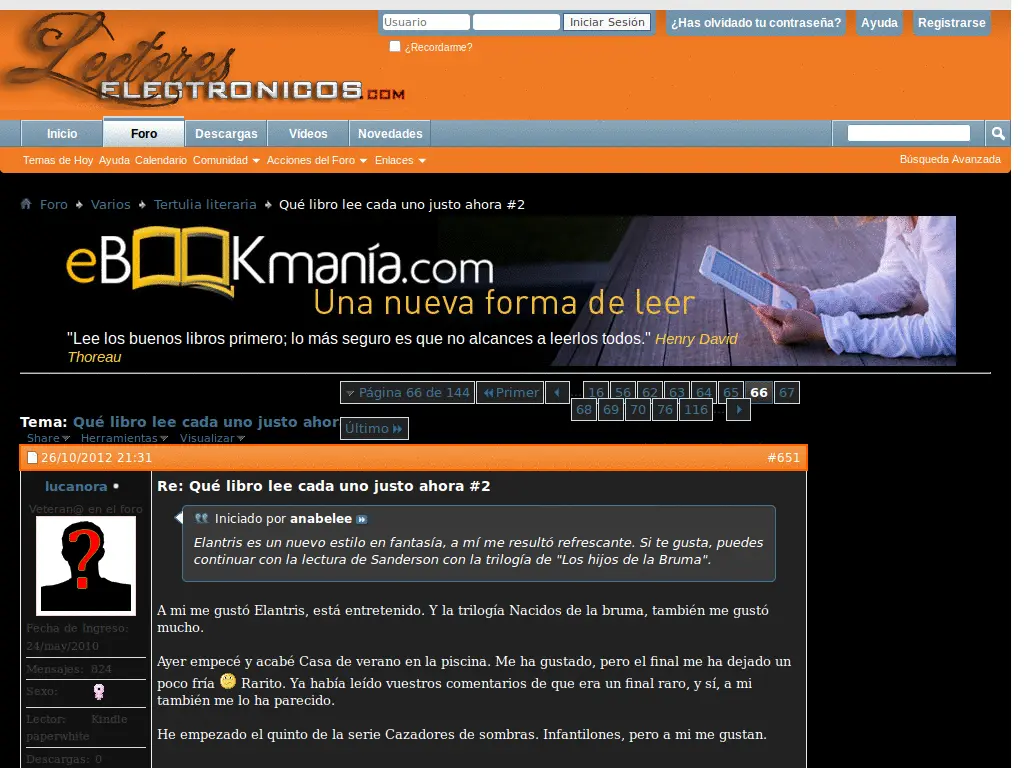 Usuario
Iniciar Sesión
¿Has olvidado tu contraseña?
Ayuda
Registrarse
¿Recordarme?
Lectores
ELECTRONICOS.COM
Inicio
Foro
Descargas
Vídeos
Novedades
Temas de Hoy Ayuda Calendario Comunidad Acciones del Foro Enlaces
Búsqueda Avanzada
Foro Varios Tertulia literaria Qué libro lee cada uno justo ahora #2
eBOOKmanía.com
Una nueva forma de leer
"Lee los buenos libros primero; lo más seguro es que no alcances a leerlos todos." Henry David
Thoreau
Página 66 de 144 Primer ... 16 56 62 63 64 65 66 67
68 69 70 76 116 ...
Último
Tema: Qué libro lee cada uno justo ahor
Share Herramientas Visualizar
26/10/2012 21:31
#651
lucanora
Veteran@ en el foro
Fecha de Ingreso:
24/may/2010
Mensajes: 824
Sexo:
Lector: Kindle
paperwhite
Descargas: 0
Re: Qué libro lee cada uno justo ahora #2
Iniciado por anabelee
Elantris es un nuevo estilo en fantasía, a mí me resultó refrescante. Si te gusta, puedes
continuar con la lectura de Sanderson con la trilogía de "Los hijos de la Bruma".
A mi me gustó Elantris, está entretenido. Y la trilogía Nacidos de la bruma, también me gustó
mucho.
Ayer empecé y acabé Casa de verano en la piscina. Me ha gustado, pero el final me ha dejado un
poco fría Rarito. Ya había leído vuestros comentarios de que era un final raro, y sí, a mi
también me lo ha parecido.
He empezado el quinto de la serie Cazadores de sombras. Infantilones, pero a mi me gustan.